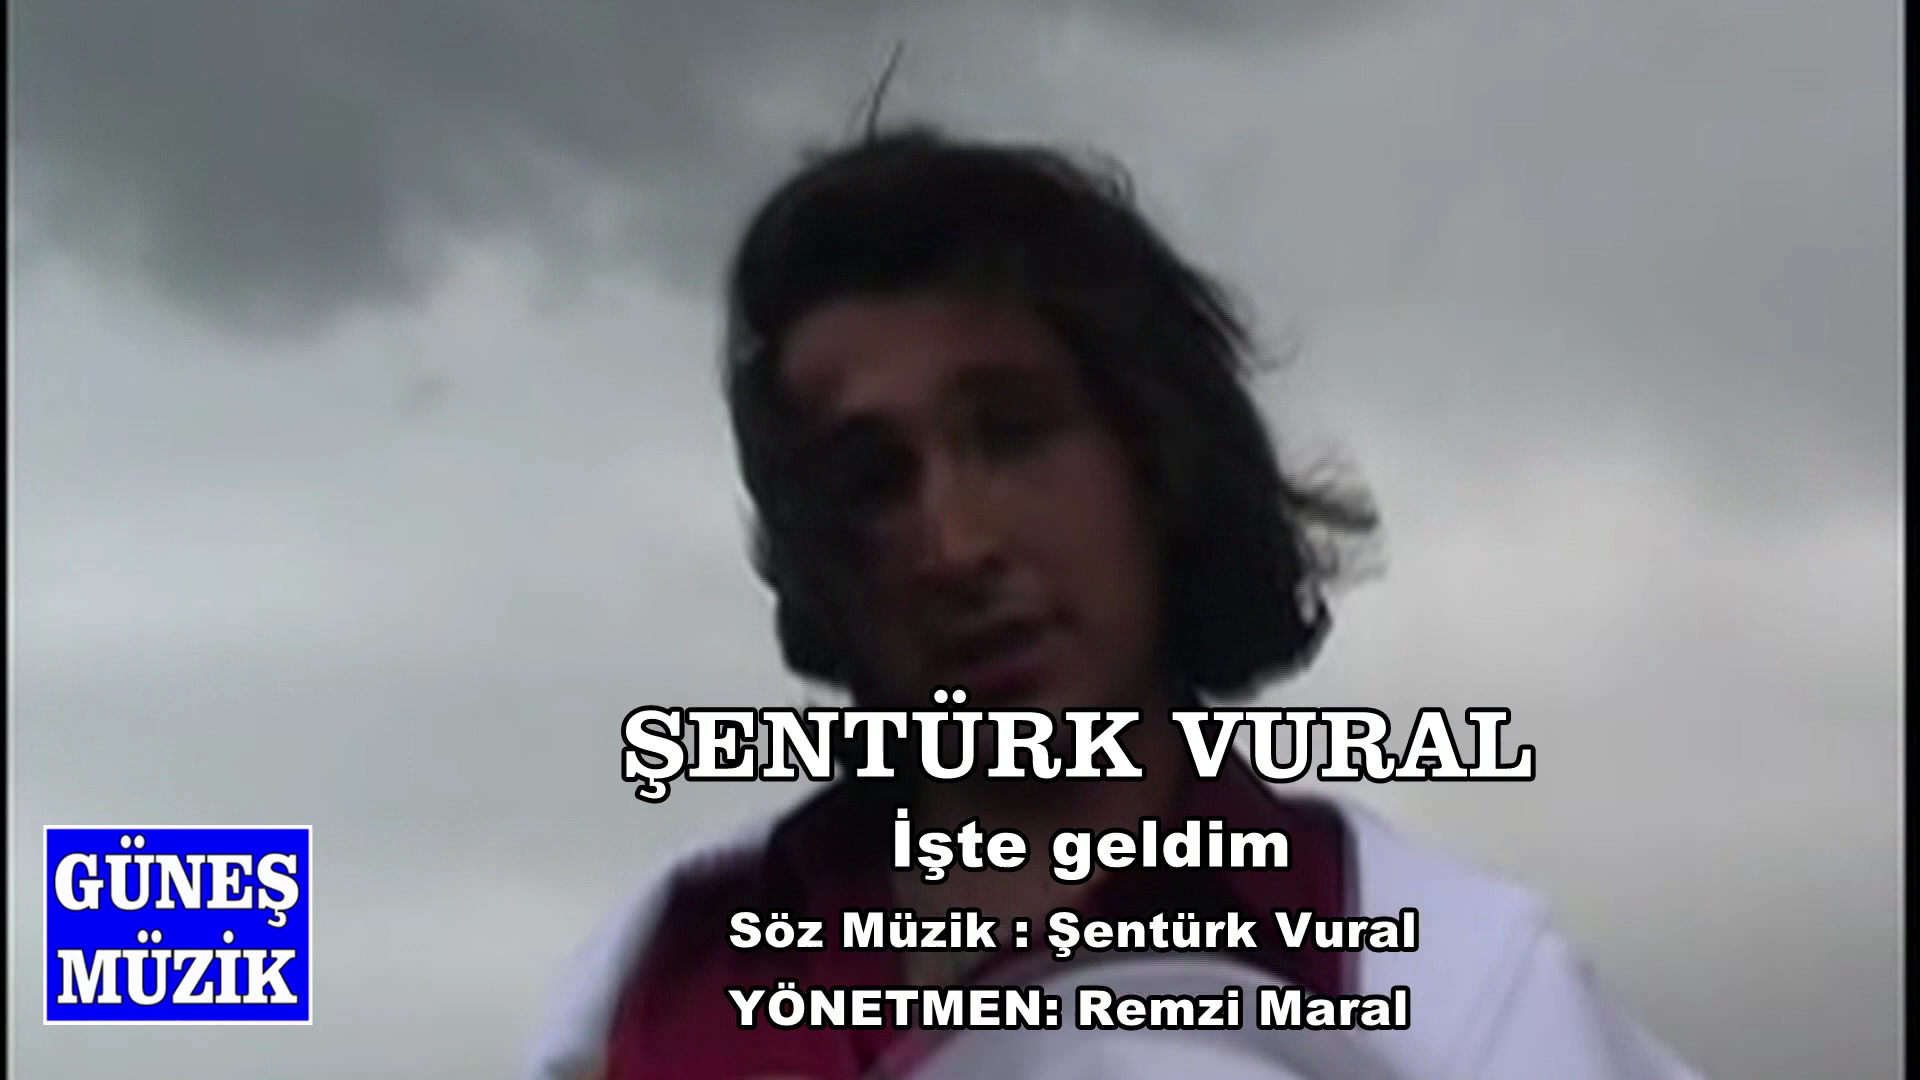 ŞENTÜRK VURAL
İşte geldim
Söz Müzik : Şentürk Vural
YÖNETMEN: Remzi Maral
GÜNEŞ
MÜZİK